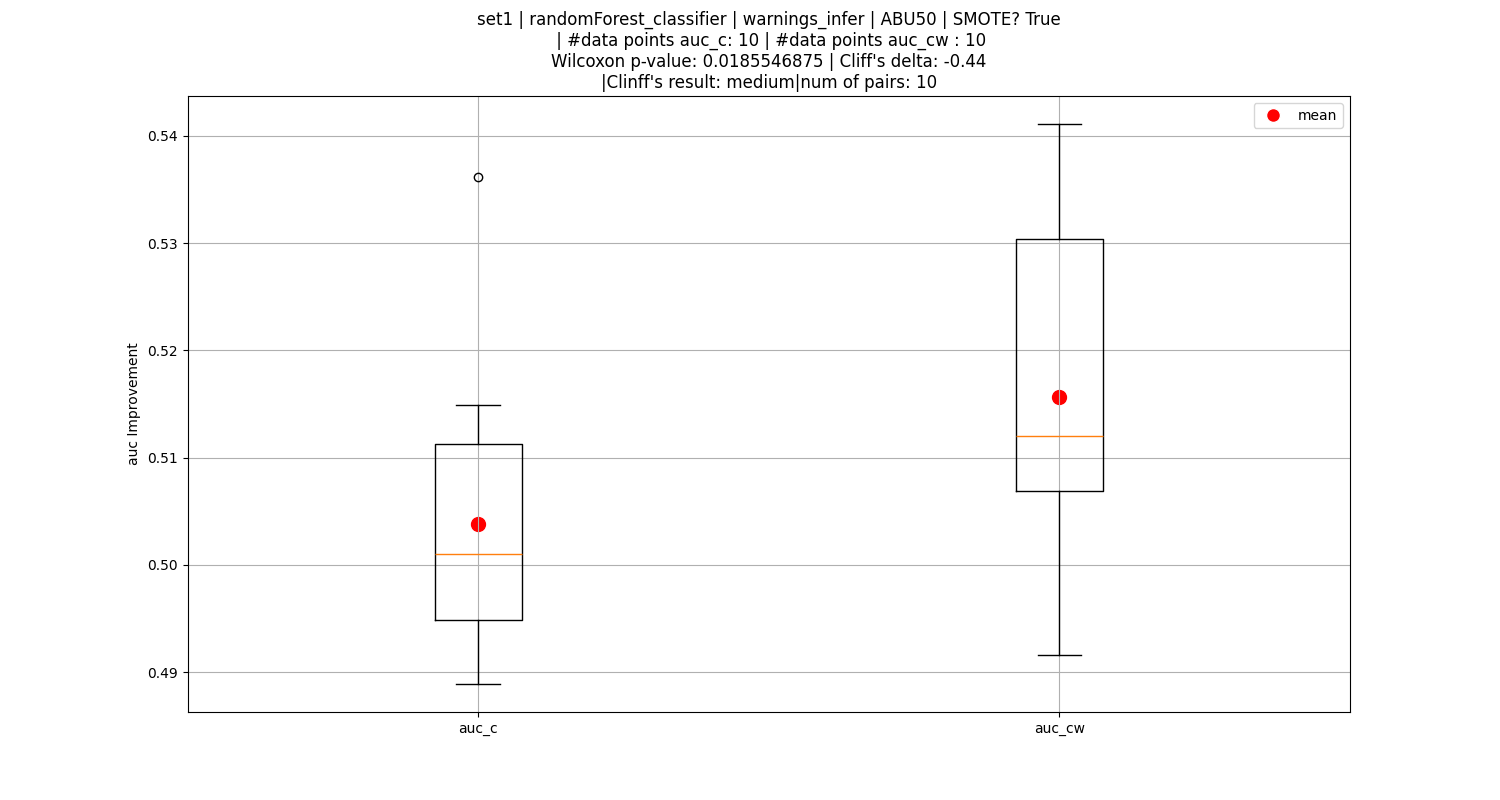 set1 | randomForest_classifier | warnings_infer | ABU50 | SMOTE? True
| #data points auc_c: 10 | #data points auc_cw : 10
Wilcoxon p-value: 0.0185546875 | Cliff's delta: -0.44
|Clinff's result: medium|num of pairs: 10
mean
0.54
0.53
0.52
0.51
0.50
0.49
auc Improvement
auc_c
auc_cw